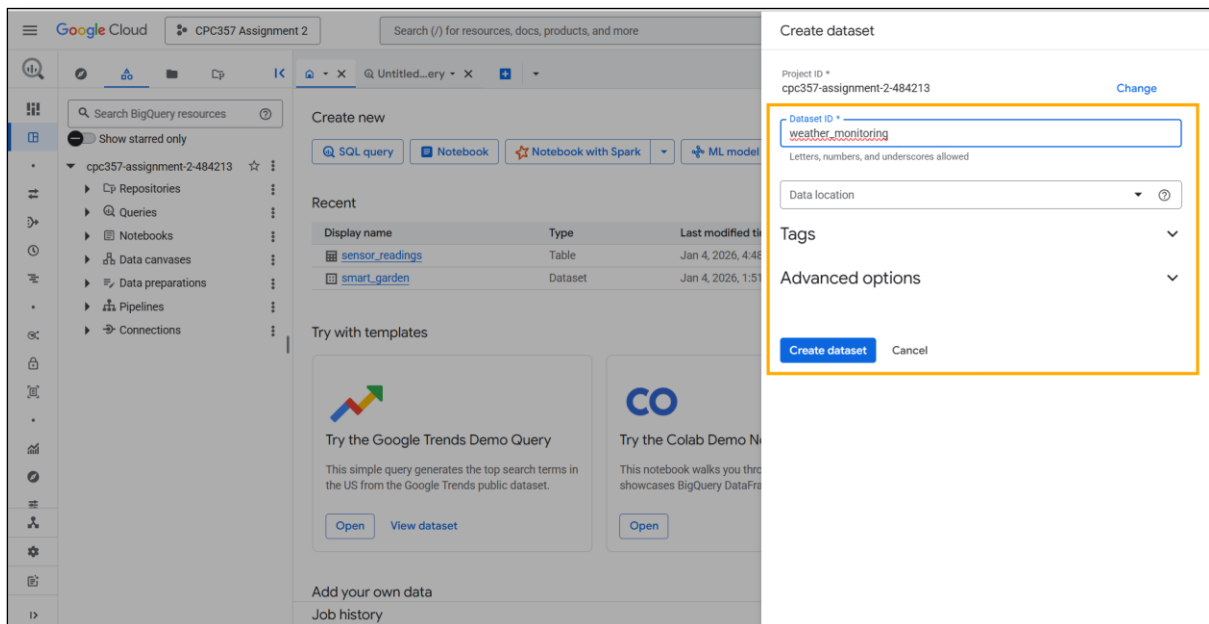 Google Cloud
CPC357 Assignment 2
Search (/) for resources, docs, products, and more
Untitled...ery
Search BigQuery resources
Show starred only
cpc357-assignment-2-484213
Repositories
Queries
Notebooks
Data canvases
Data preparations
Pipelines
Connections
Create new
SQL query
Notebook
Notebook with Spark
ML model
Recent
Display name Type Last modified
sensor_readings Table Jan 4, 2026, 4:48
smart_garden Dataset Jan 4, 2026, 1:51
Try with templates
Try the Google Trends Demo Query
This simple query generates the top search terms in
the US from the Google Trends public dataset.
Open View dataset
CO
Try the Colab Demo
This notebook walks you
showcases BigQuery
Open
Add your own data
Job history
Create dataset
Project ID *
cpc357-assignment-2-484213
Change
Dataset ID *
weather_monitoring
Letters, numbers, and underscores allowed
Data location
Tags
Advanced options
Create dataset Cancel